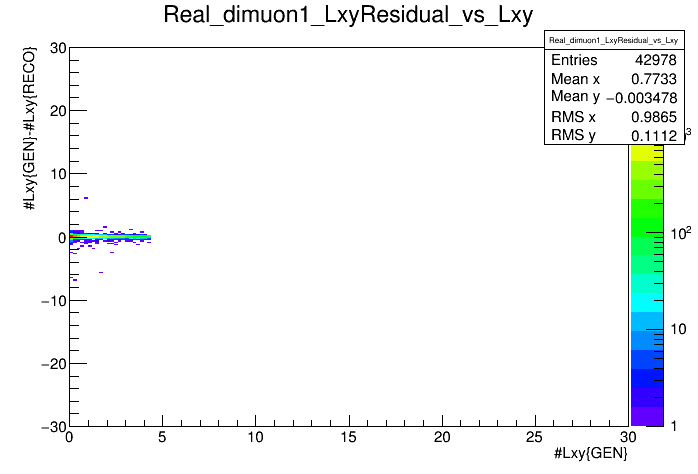 Real_dimuon1_LxyResidual_vs_Lxy
Real_dimuon1_LxyResidual_vs_Lxy
Entries 42978
Mean x 0.7733
Mean y −0.003478
RMS x 0.9865
RMS y 0.1112
#Lxy{GEN}-#Lxy{RECO}
30
20
10
0
−10
−20
−30
0 5 10 15 20 25 30
#Lxy{GEN}
3
10²
10
1